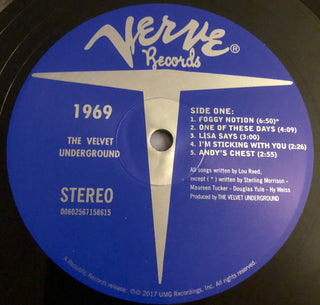 Verve
Records®
1969
THE VELVET
UNDERGROUND
STEREO
00602567158615
SIDE ONE:
1. FOGGY NOTION (6:50)*
2. ONE OF THESE DAYS (4:09)
3. LISA SAYS (3:00)
4. I'M STICKING WITH YOU (2:26)
5. ANDY'S CHEST (2:55)
All songs written by Lou Reed,
except ( * ) written by Sterling Morrison -
Maureen Tucker - Douglas Yule - Hy Weiss
Produced by THE VELVET UNDERGROUND
A Republic Records release; ℗ © 2017 UMG Recordings, Inc. All rights reserved.